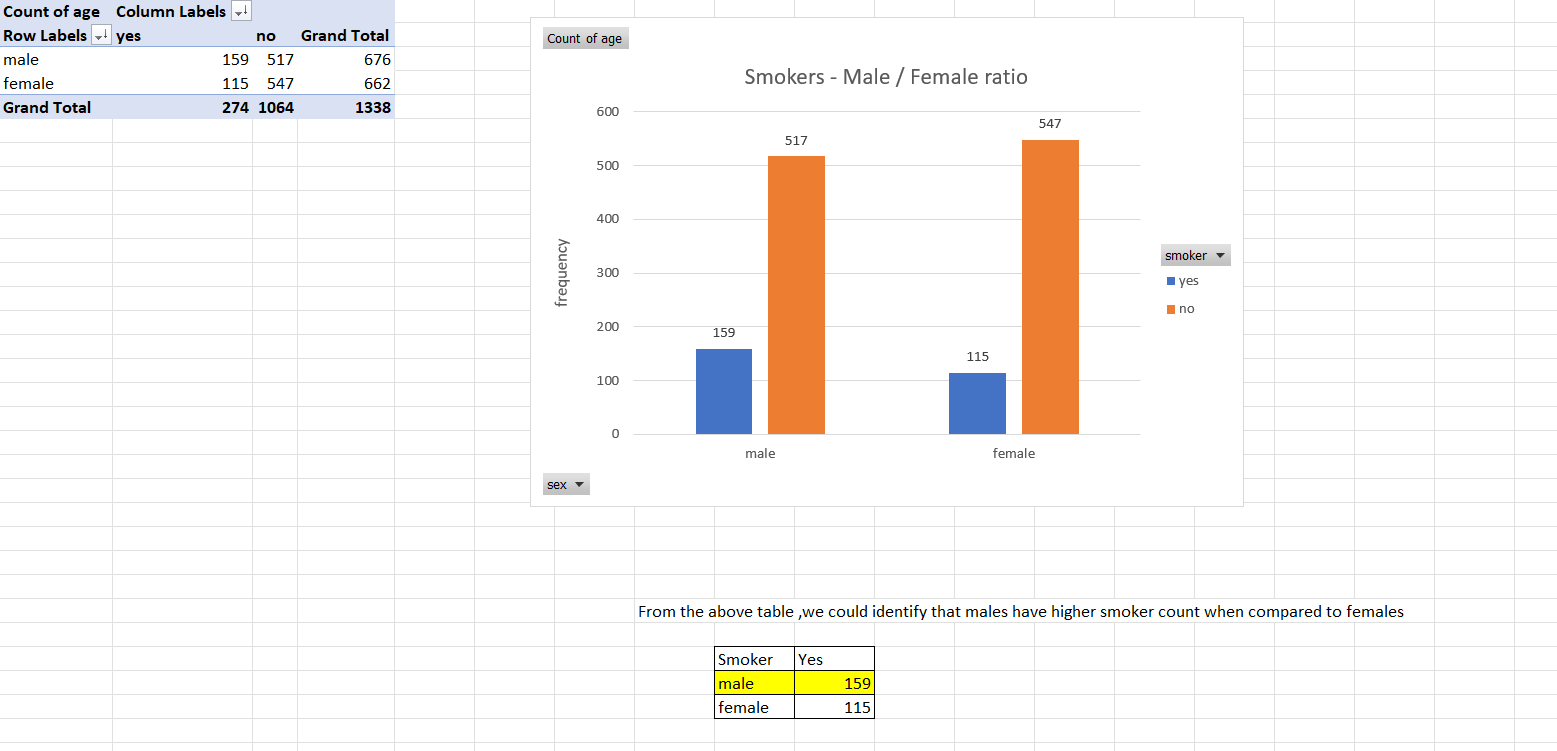 Count of age Column Labels
Row Labels yes no Grand Total
male 159 517 676
female 115 547 662
Grand Total 274 1064 1338
Count of age
Smokers - Male / Female ratio
600
500
400
300
200
100
0
frequency
517
547
159
115
male female
smoker
yes
no
sex
From the above table ,we could identify that males have higher smoker count when compared to females
Smoker Yes
male 159
female 115